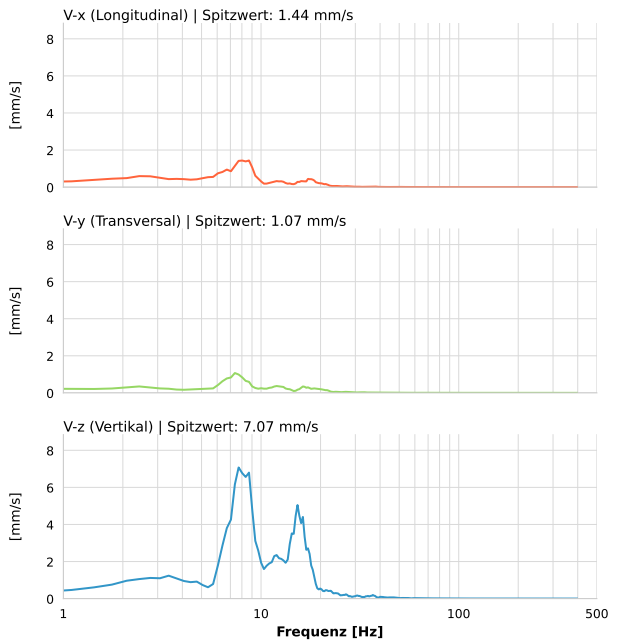 V-x (Longitudinal) | Spitzwert: 1.44 mm/s
8
6
[mm/s]
4
2
0
V-y (Transversal) | Spitzwert: 1.07 mm/s
8
6
[mm/s]
4
2
0
V-z (Vertikal) | Spitzwert: 7.07 mm/s
8
6
[mm/s]
4
2
0
1 10 100 500
Frequenz [Hz]